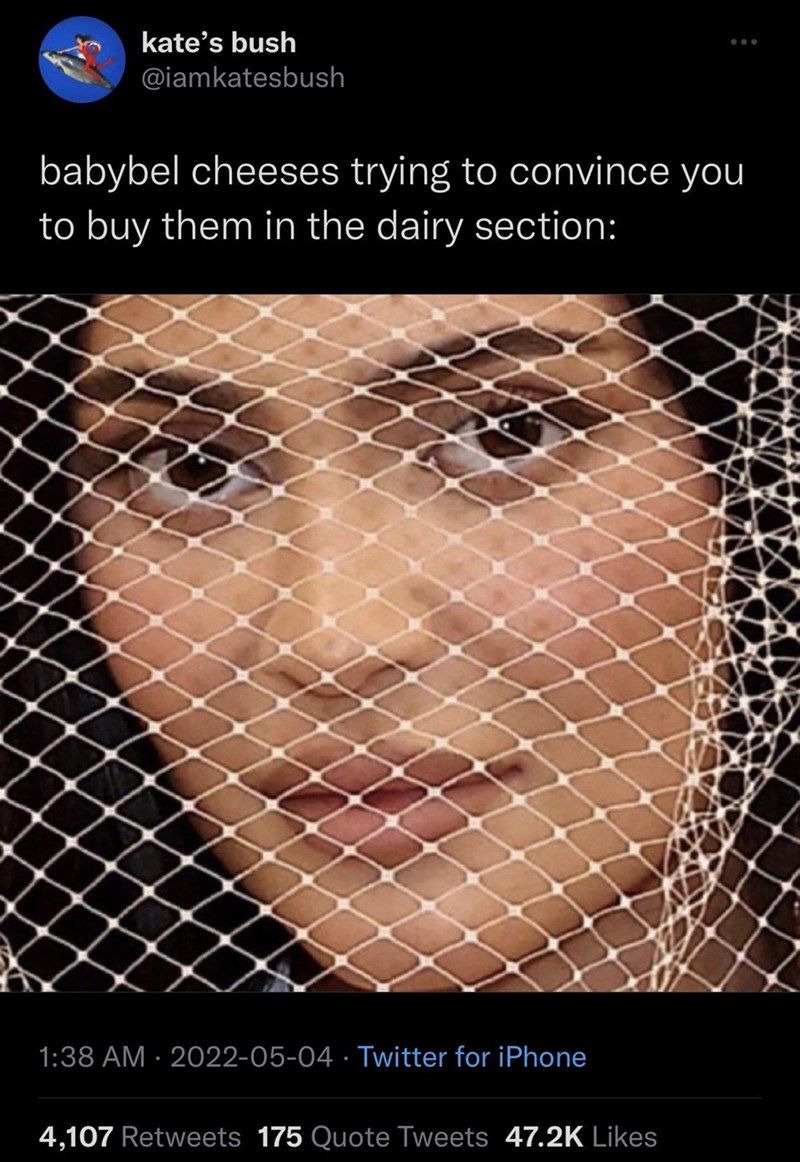 kate’s bush
@iamkatesbush
babybel cheeses trying to convince you
to buy them in the dairy section:
1:38 AM · 2022-05-04 · Twitter for iPhone
4,107 Retweets 175 Quote Tweets 47.2K Likes